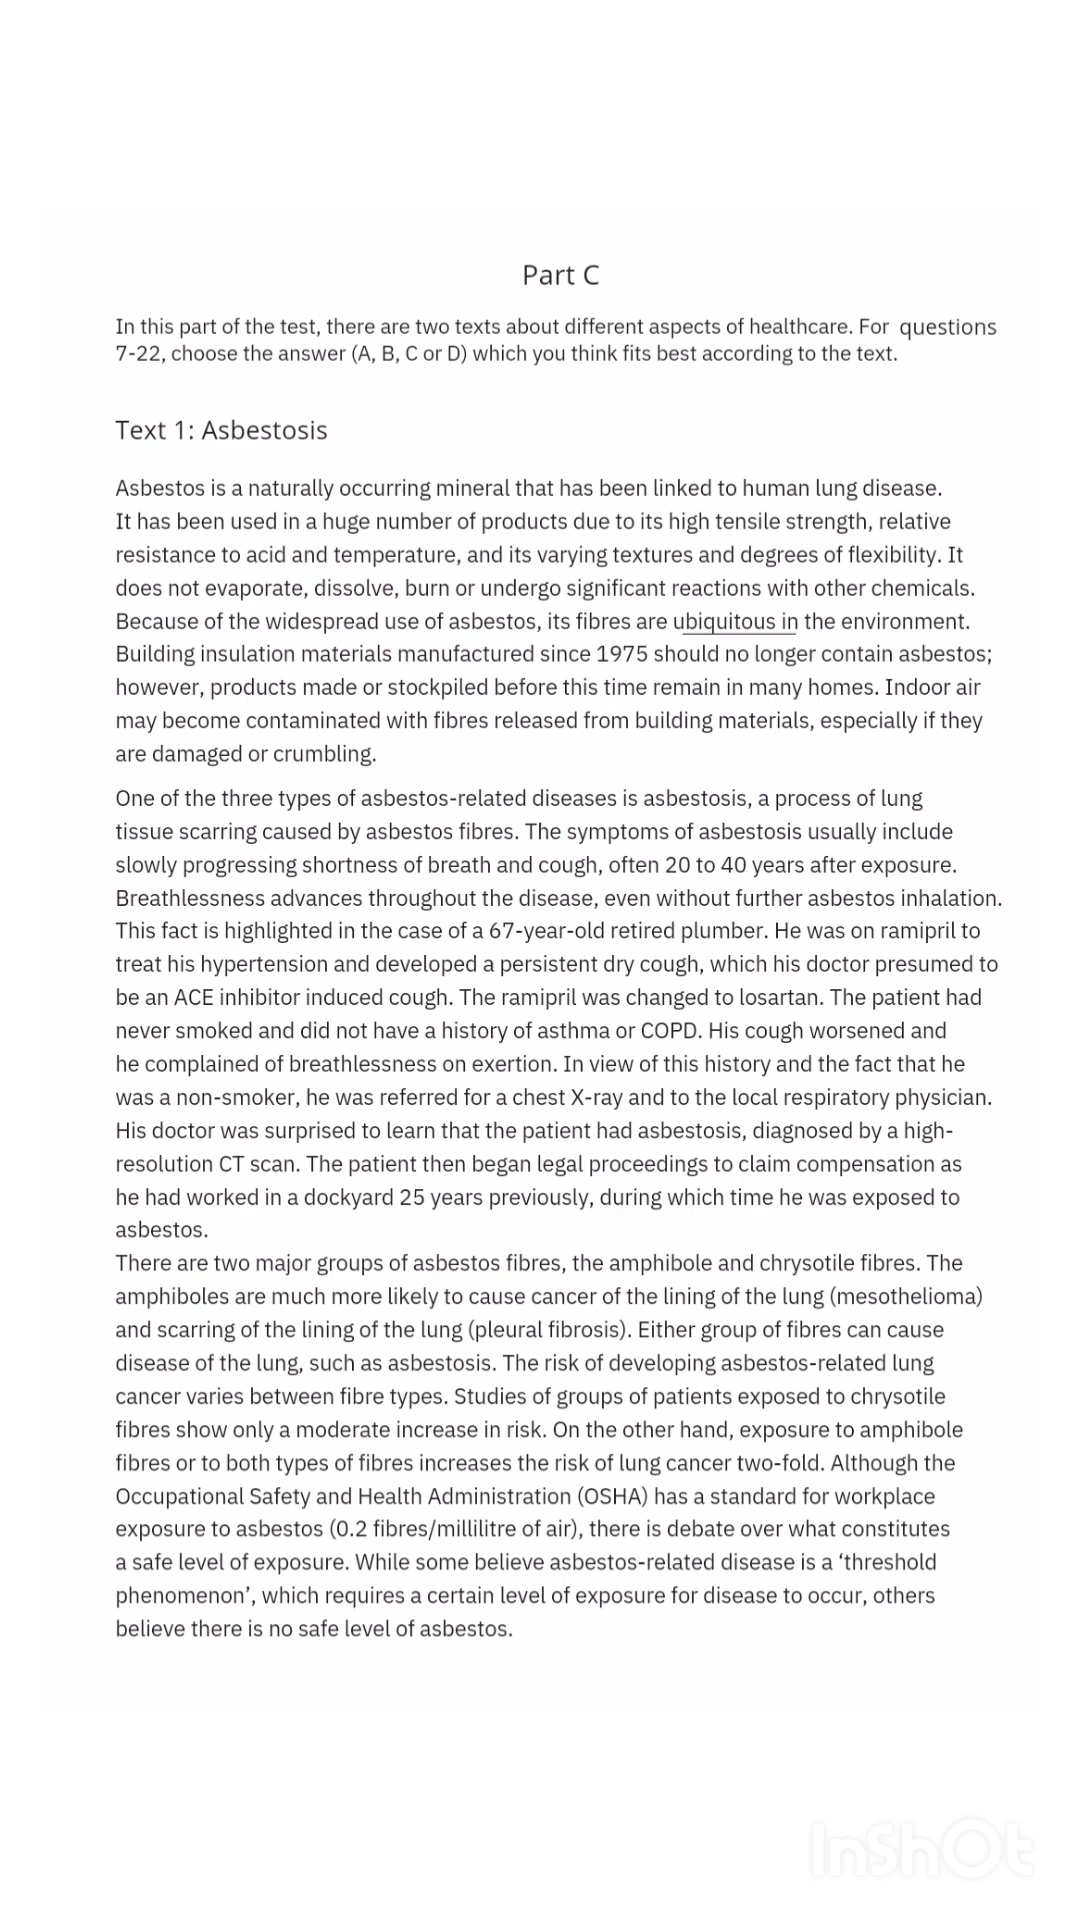 Part C
In this part of the test, there are two texts about different aspects of healthcare. For questions
7-22, choose the answer (A, B, C or D) which you think fits best according to the text.
Text 1: Asbestosis
Asbestos is a naturally occurring mineral that has been linked to human lung disease.
It has been used in a huge number of products due to its high tensile strength, relative
resistance to acid and temperature, and its varying textures and degrees of flexibility. It
does not evaporate, dissolve, burn or undergo significant reactions with other chemicals.
Because of the widespread use of asbestos, its fibres are ubiquitous in the environment.
Building insulation materials manufactured since 1975 should no longer contain asbestos;
however, products made or stockpiled before this time remain in many homes. Indoor air
may become contaminated with fibres released from building materials, especially if they
are damaged or crumbling.
One of the three types of asbestos-related diseases is asbestosis, a process of lung
tissue scarring caused by asbestos fibres. The symptoms of asbestosis usually include
slowly progressing shortness of breath and cough, often 20 to 40 years after exposure.
Breathlessness advances throughout the disease, even without further asbestos inhalation.
This fact is highlighted in the case of a 67-year-old retired plumber. He was on ramipril to
treat his hypertension and developed a persistent dry cough, which his doctor presumed to
be an ACE inhibitor induced cough. The ramipril was changed to losartan. The patient had
never smoked and did not have a history of asthma or COPD. His cough worsened and
he complained of breathlessness on exertion. In view of this history and the fact that he
was a non-smoker, he was referred for a chest X-ray and to the local respiratory physician.
His doctor was surprised to learn that the patient had asbestosis, diagnosed by a high-
resolution CT scan. The patient then began legal proceedings to claim compensation as
he had worked in a dockyard 25 years previously, during which time he was exposed to
asbestos.
There are two major groups of asbestos fibres, the amphibole and chrysotile fibres. The
amphiboles are much more likely to cause cancer of the lining of the lung (mesothelioma)
and scarring of the lining of the lung (pleural fibrosis). Either group of fibres can cause
disease of the lung, such as asbestosis. The risk of developing asbestos-related lung
cancer varies between fibre types. Studies of groups of patients exposed to chrysotile
fibres show only a moderate increase in risk. On the other hand, exposure to amphibole
fibres or to both types of fibres increases the risk of lung cancer two-fold. Although the
Occupational Safety and Health Administration (OSHA) has a standard for workplace
exposure to asbestos (0.2 fibres/millilitre of air), there is debate over what constitutes
a safe level of exposure. While some believe asbestos-related disease is a ‘threshold
phenomenon’, which requires a certain level of exposure for disease to occur, others
believe there is no safe level of asbestos.
InShOt